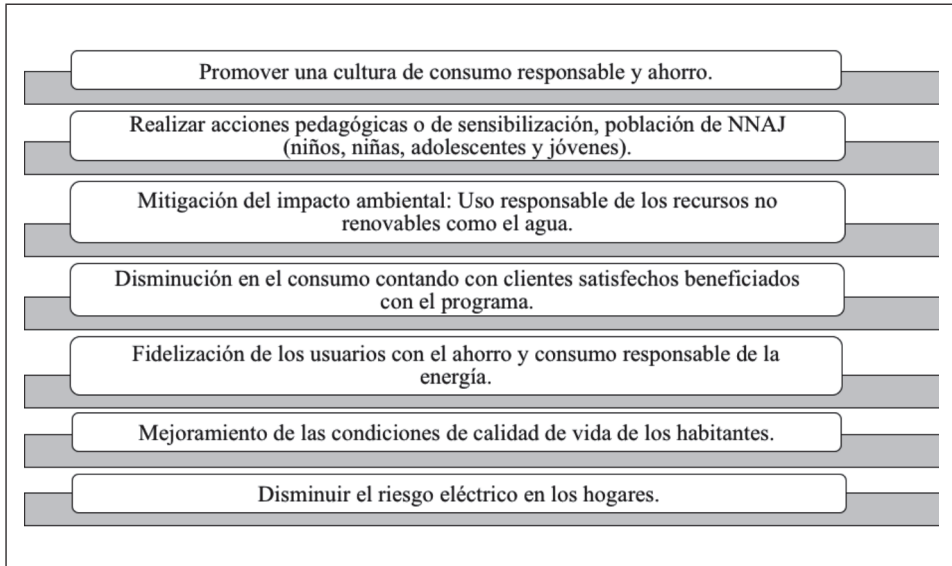 Promover una cultura de consumo responsable y ahorro.
Realizar acciones pedagógicas o de sensibilización, población de NNAJ
(niños, niñas, adolescentes y jóvenes).
Mitigación del impacto ambiental: Uso responsable de los recursos no
renovables como el agua.
Disminución en el consumo contando con clientes satisfechos beneficiados
con el programa.
Fidelización de los usuarios con el ahorro y consumo responsable de la
energía.
Mejoramiento de las condiciones de calidad de vida de los habitantes.
Disminuir el riesgo eléctrico en los hogares.